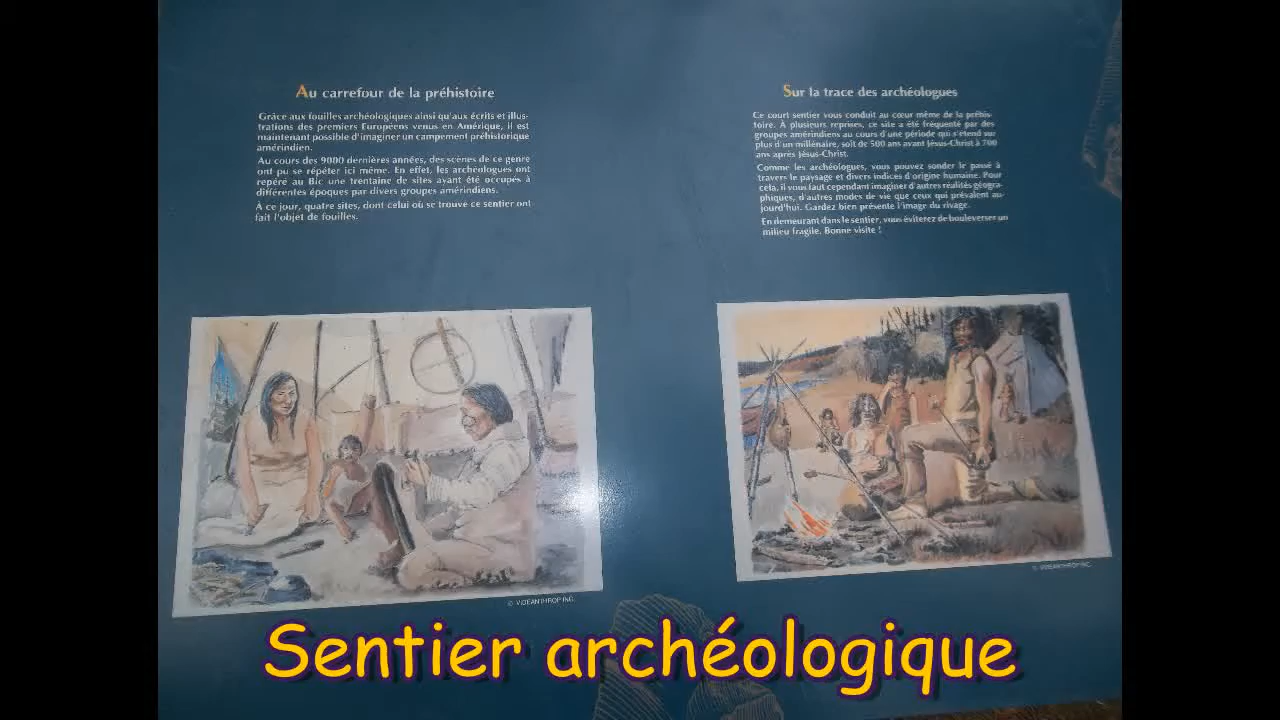 Au carrefour de la préhistoire
Grâce aux fouilles archéologiques ainsi qu'aux écrits et illus-
trations des premiers Européens venus en Amérique, il est
maintenant possible d'imaginer un campement préhistorique
amérindien.
Au cours des 9000 dernières années, des scènes de ce genre
ont pu se répéter ici même. En effet, les archéologues ont
repéré au Bic une trentaine de sites ayant été occupés à
différentes époques par divers groupes amérindiens.
À ce jour, quatre sites, dont celui où se trouve ce sentier ont
fait l'objet de fouilles.
Sur la trace des archéologues
Ce court sentier vous conduit au cœur même de la préhis-
toire. À plusieurs reprises, ce site a été fréquenté par des
groupes amérindiens au cours d'une période qui s'étend sur
plus d'un millénaire, soit de 500 ans avant Jésus-Christ à 700
ans après Jésus-Christ.
Comme les archéologues, vous pouvez sonder le passé à
travers le paysage et divers indices d'origine humaine. Pour
cela, il vous faut cependant imaginer d'autres réalités géogra-
phiques, d'autres modes de vie que ceux qui prévalent au-
jourd'hui. Gardez bien présente l'image du rivage.
En demeurant dans le sentier, vous éviterez de bouleverser un
milieu fragile. Bonne visite !
© VIDÉANTHROP INC.
© VIDÉANTHROP INC.
Sentier archéologique